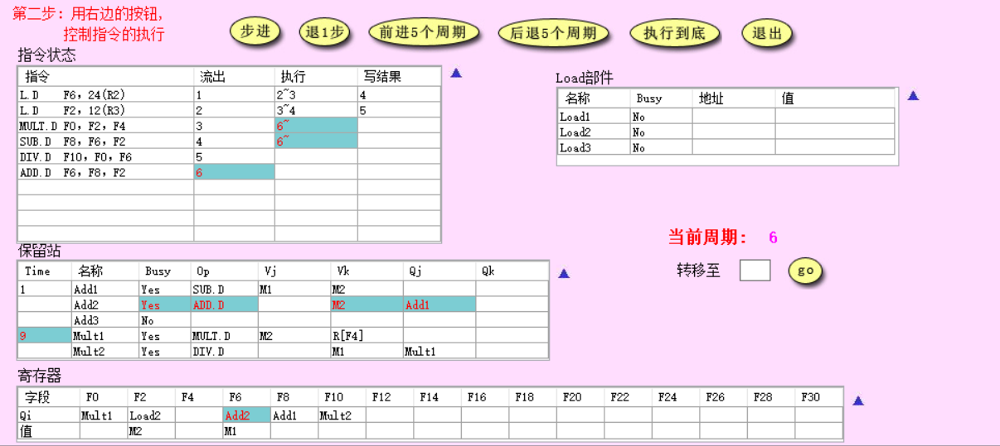 第二步：用右边的按钮，
控制指令的执行
步进 退1步 前进5个周期 后退5个周期 执行到底 退出
指令状态
指令 流出 执行 写结果
L.D F6, 24(R2) 1 2~3 4
L.D F2, 12(R3) 2 3~4 5
MULT.D F0, F2, F4 3 6~
SUB.D F8, F6, F2 4 6~
DIV.D F10, F0, F6 5
ADD.D F6, F8, F2 6
Load部件
名称 Busy 地址 值
Load1 No
Load2 No
Load3 No
当前周期： 6
转移至 go
保留站
Time 名称 Busy Op Vj Vk Qj Qk
1 Add1 Yes SUB.D M1 M2
Add2 Yes ADD.D M2 Add1
Add3 No
9 Mult1 Yes MULT.D M2 R[F4]
Mult2 Yes DIV.D M1 Mult1
寄存器
字段 F0 F2 F4 F6 F8 F10 F12 F14 F16 F18 F20 F22 F24 F26 F28 F30
Qi Mult1 Load2 Add2 Add1 Mult2
值 M2 M1